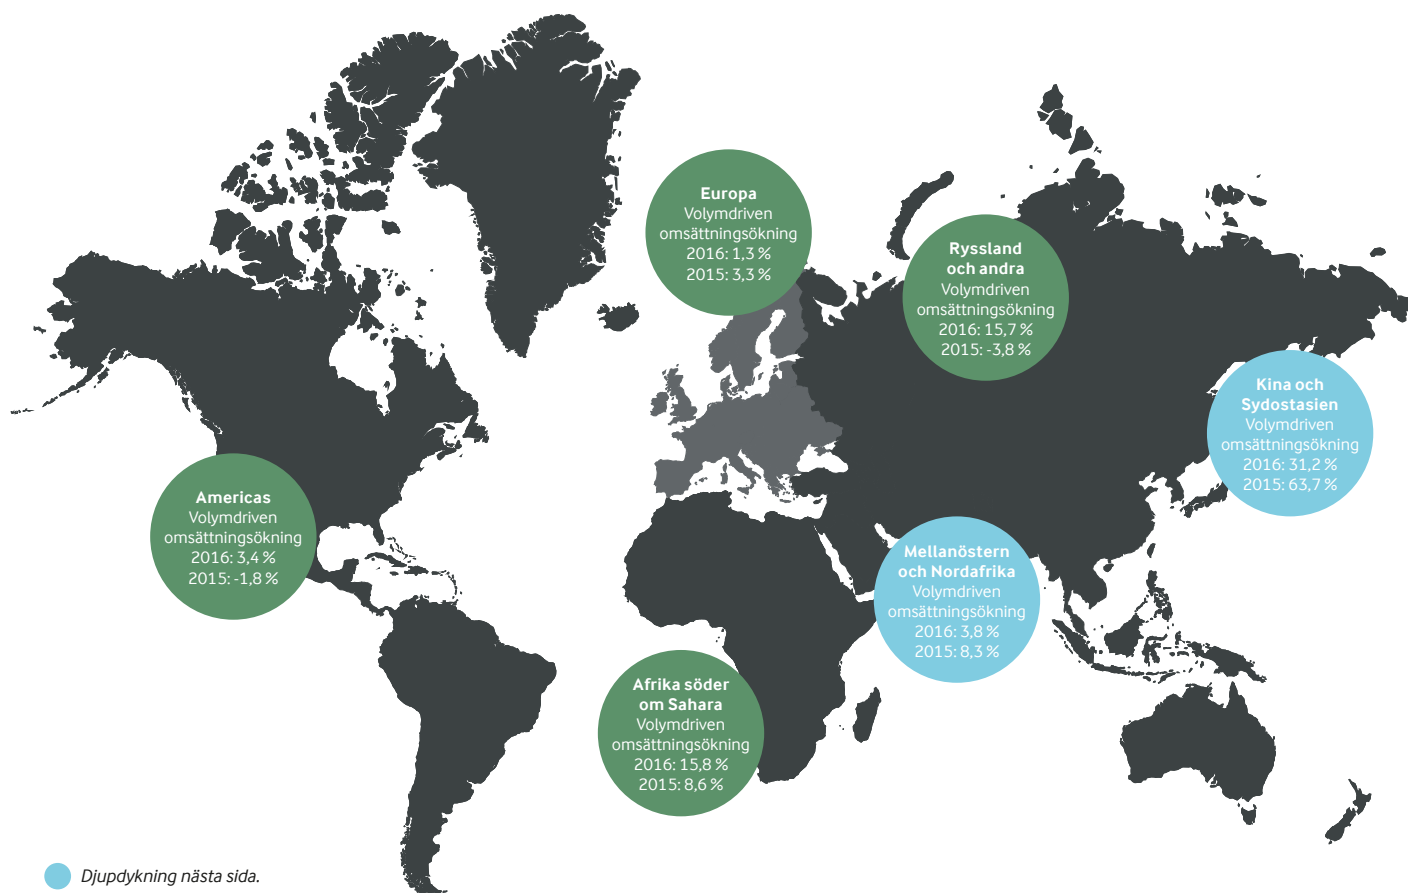 Europa
Volymdriven
omsättningsökning
2016: 1,3 %
2015: 3,3 %
Ryssland
och andra
Volymdriven
omsättningsökning
2016: 15,7 %
2015: -3,8 %
Kina och
Sydostasien
Volymdriven
omsättningsökning
2016: 31,2 %
2015: 63,7 %
Americas
Volymdriven
omsättningsökning
2016: 3,4 %
2015: -1,8 %
Mellanöstern
och Nordafrika
Volymdriven
omsättningsökning
2016: 3,8 %
2015: 8,3 %
Afrika söder
om Sahara
Volymdriven
omsättningsökning
2016: 15,8 %
2015: 8,6 %
Djupdykning nästa sida.